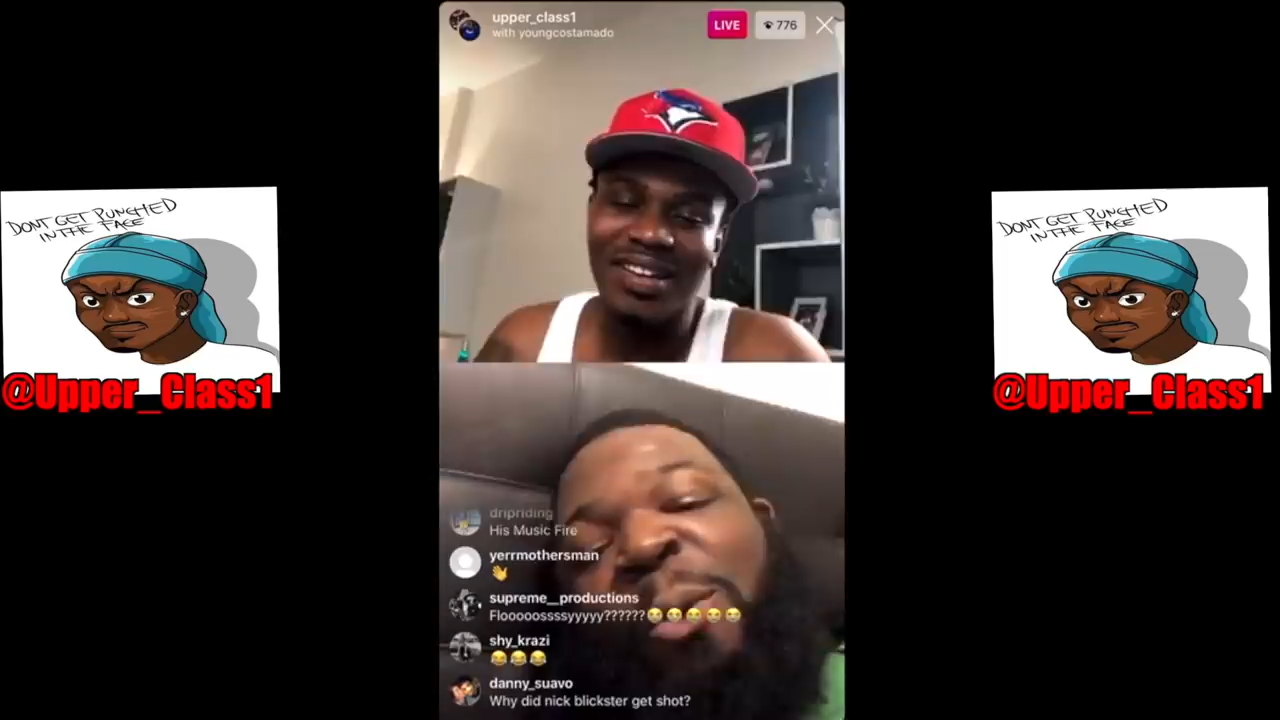 upper_class1
with youngcostamado
LIVE
776
DONT GET PUNCHED
IN THE FACE
@Upper_Class1
DONT GET PUNCHED
IN THE FACE
@Upper_Class1
dripriding
His Music Fire
yerrmothersman
👋
supreme__productions
Flooooossssyyyyy??????😂😂😂😂😂
shy_krazi
😂😂😂
danny_suavo
Why did nick blickster get shot?